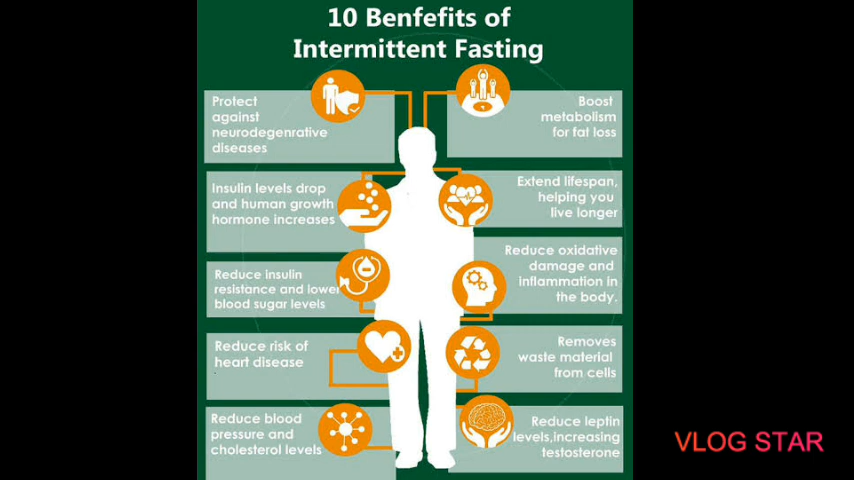 10 Benfefits of
Intermittent Fasting
Protect
against
neurodegenrative
diseases
Boost
metabolism
for fat loss
Insulin levels drop
and human growth
hormone increases
Extend lifespan,
helping you
live longer
Reduce insulin
resistance and lower
blood sugar levels
Reduce oxidative
damage and
inflammation in
the body.
Reduce risk of
heart disease
Removes
waste material
from cells
Reduce blood
pressure and
cholesterol levels
Reduce leptin
levels,increasing
testosterone
VLOG STAR